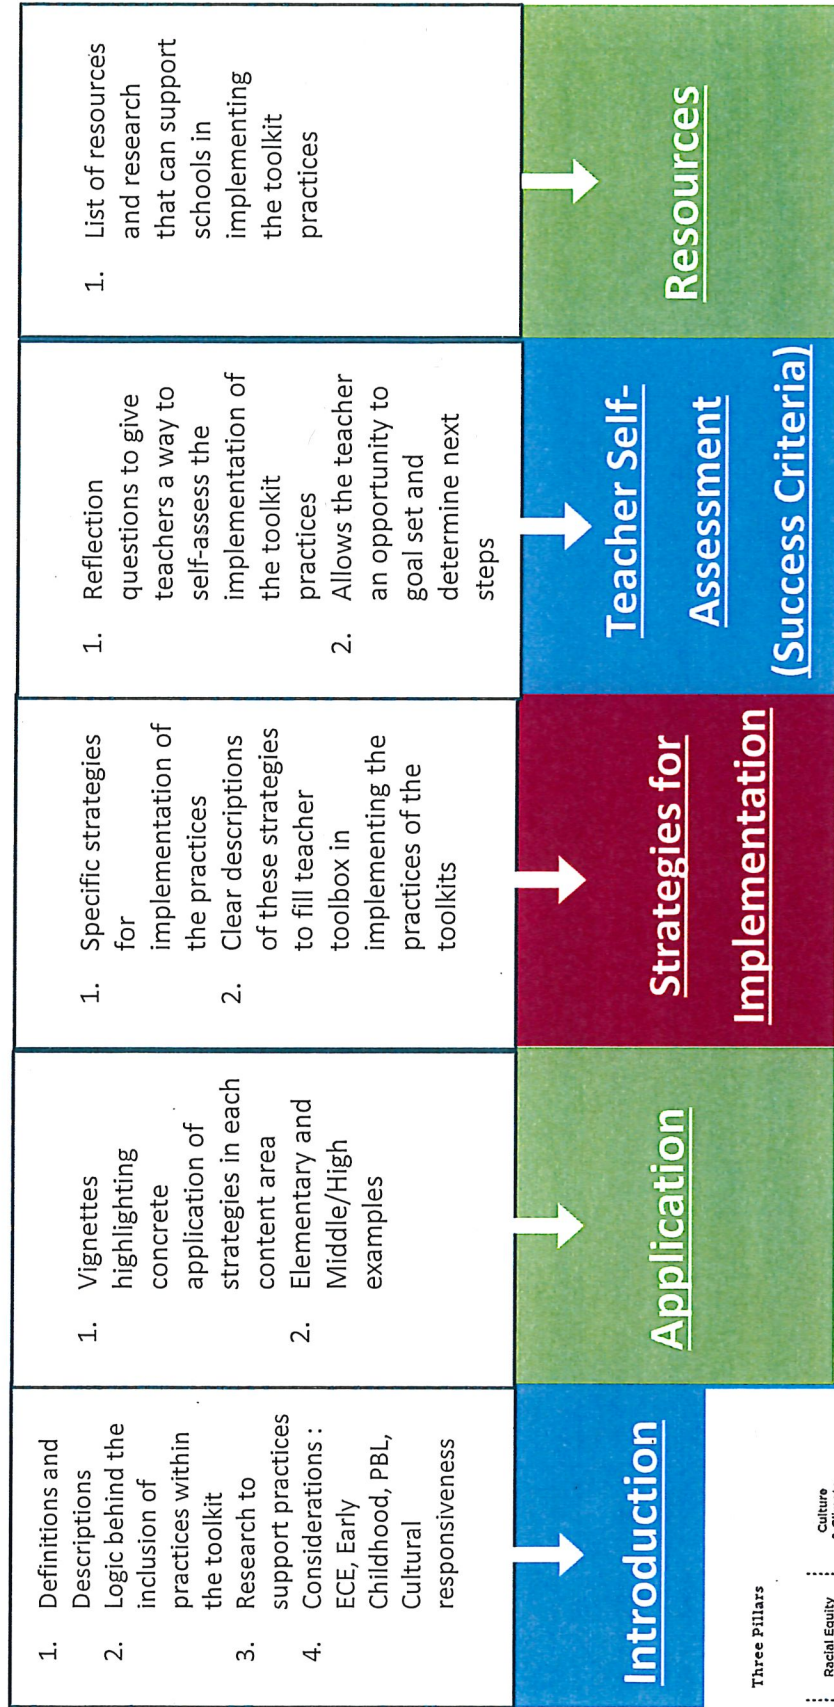 1. Definitions and
Descriptions
2. Logic behind the
inclusion of
practices within
the toolkit
3. Research to
support practices
4. Considerations :
ECE, Early
Childhood, PBL,
Cultural
responsiveness
Introduction
1. Vignettes
highlighting
concrete
application of
strategies in each
content area
2. Elementary and
Middle/High
examples
Application
1. Specific strategies
for
implementation of
the practices
2. Clear descriptions
of these strategies
to fill teacher
toolbox in
implementing the
practices of the
toolkits
Strategies for
Implementation
1. Reflection
questions to give
teachers a way to
self-assess the
implementation of
the toolkit
practices
2. Allows the teacher
an opportunity to
goal set and
determine next
steps
Teacher Self-
Assessment
(Success Criteria)
1. List of resources
and research
that can support
schools in
implementing
the toolkit
practices
Resources
Three Pillars
Racial Equity
Culture